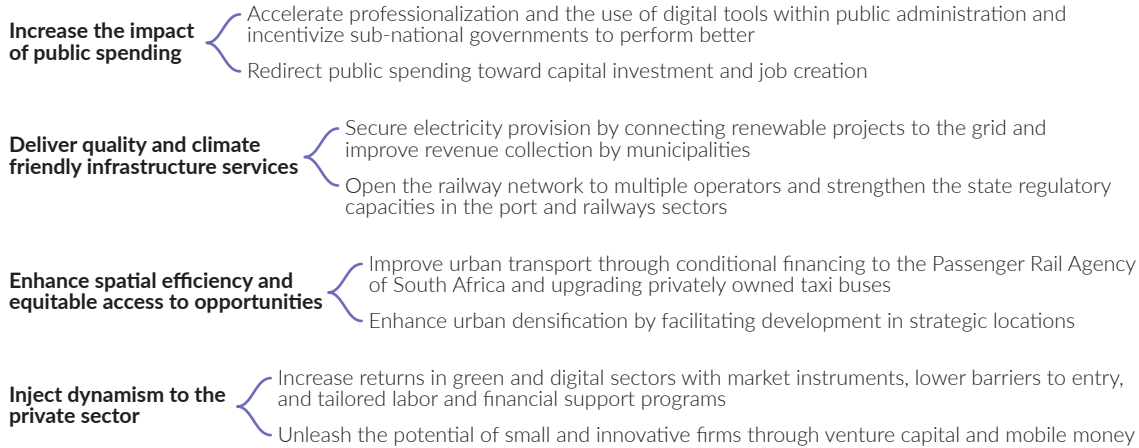 Increase the impact
of public spending
Accelerate professionalization and the use of digital tools within public administration and
incentivize sub-national governments to perform better
Redirect public spending toward capital investment and job creation
Deliver quality and climate
friendly infrastructure services
Secure electricity provision by connecting renewable projects to the grid and
improve revenue collection by municipalities
Open the railway network to multiple operators and strengthen the state regulatory
capacities in the port and railways sectors
Enhance spatial efficiency and
equitable access to opportunities
Improve urban transport through conditional financing to the Passenger Rail Agency
of South Africa and upgrading privately owned taxi buses
Enhance urban densification by facilitating development in strategic locations
Inject dynamism to the
private sector
Increase returns in green and digital sectors with market instruments, lower barriers to entry,
and tailored labor and financial support programs
Unleash the potential of small and innovative firms through venture capital and mobile money